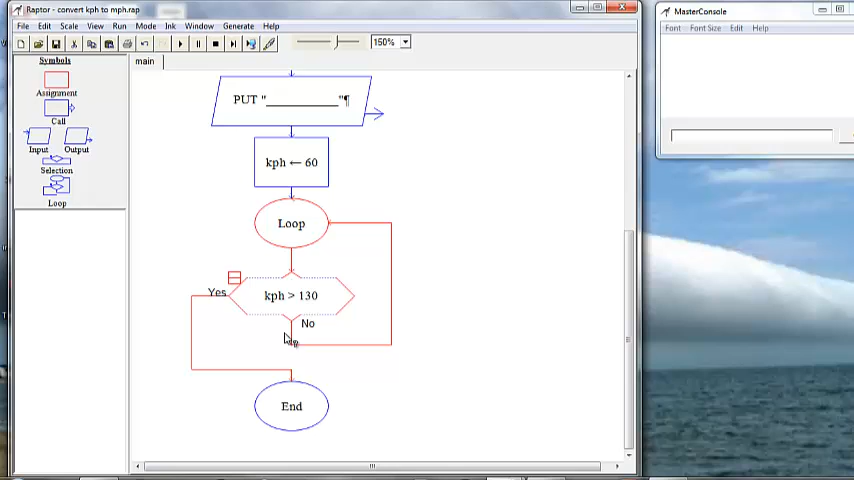 Raptor - convert kph to mph.rap
File Edit Scale View Run Mode Ink Window Generate Help
150%
Symbols
Assignment
Call
Input Output
Selection
Loop
main
PUT "______________"¶
kph ← 60
Loop
kph > 130
Yes
No
End
MasterConsole
Font Font Size Edit Help